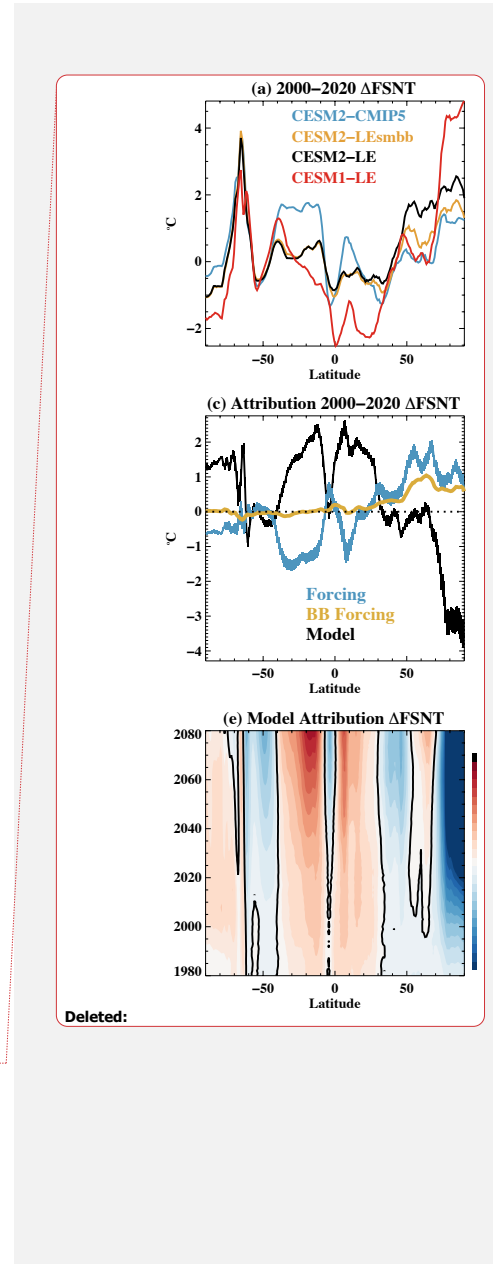 (a) 2000−2020 ΔFSNT
CESM2−CMIP5
CESM2−LEsmbb
CESM2−LE
CESM1−LE
4
2
0
−2
°C
−50 0 50
Latitude
(c) Attribution 2000−2020 ΔFSNT
2
1
0
−1
−2
−3
−4
°C
Forcing
BB Forcing
Model
−50 0 50
Latitude
(e) Model Attribution ΔFSNT
2080
2060
2040
2020
2000
1980
−50 0 50
Latitude
Deleted: